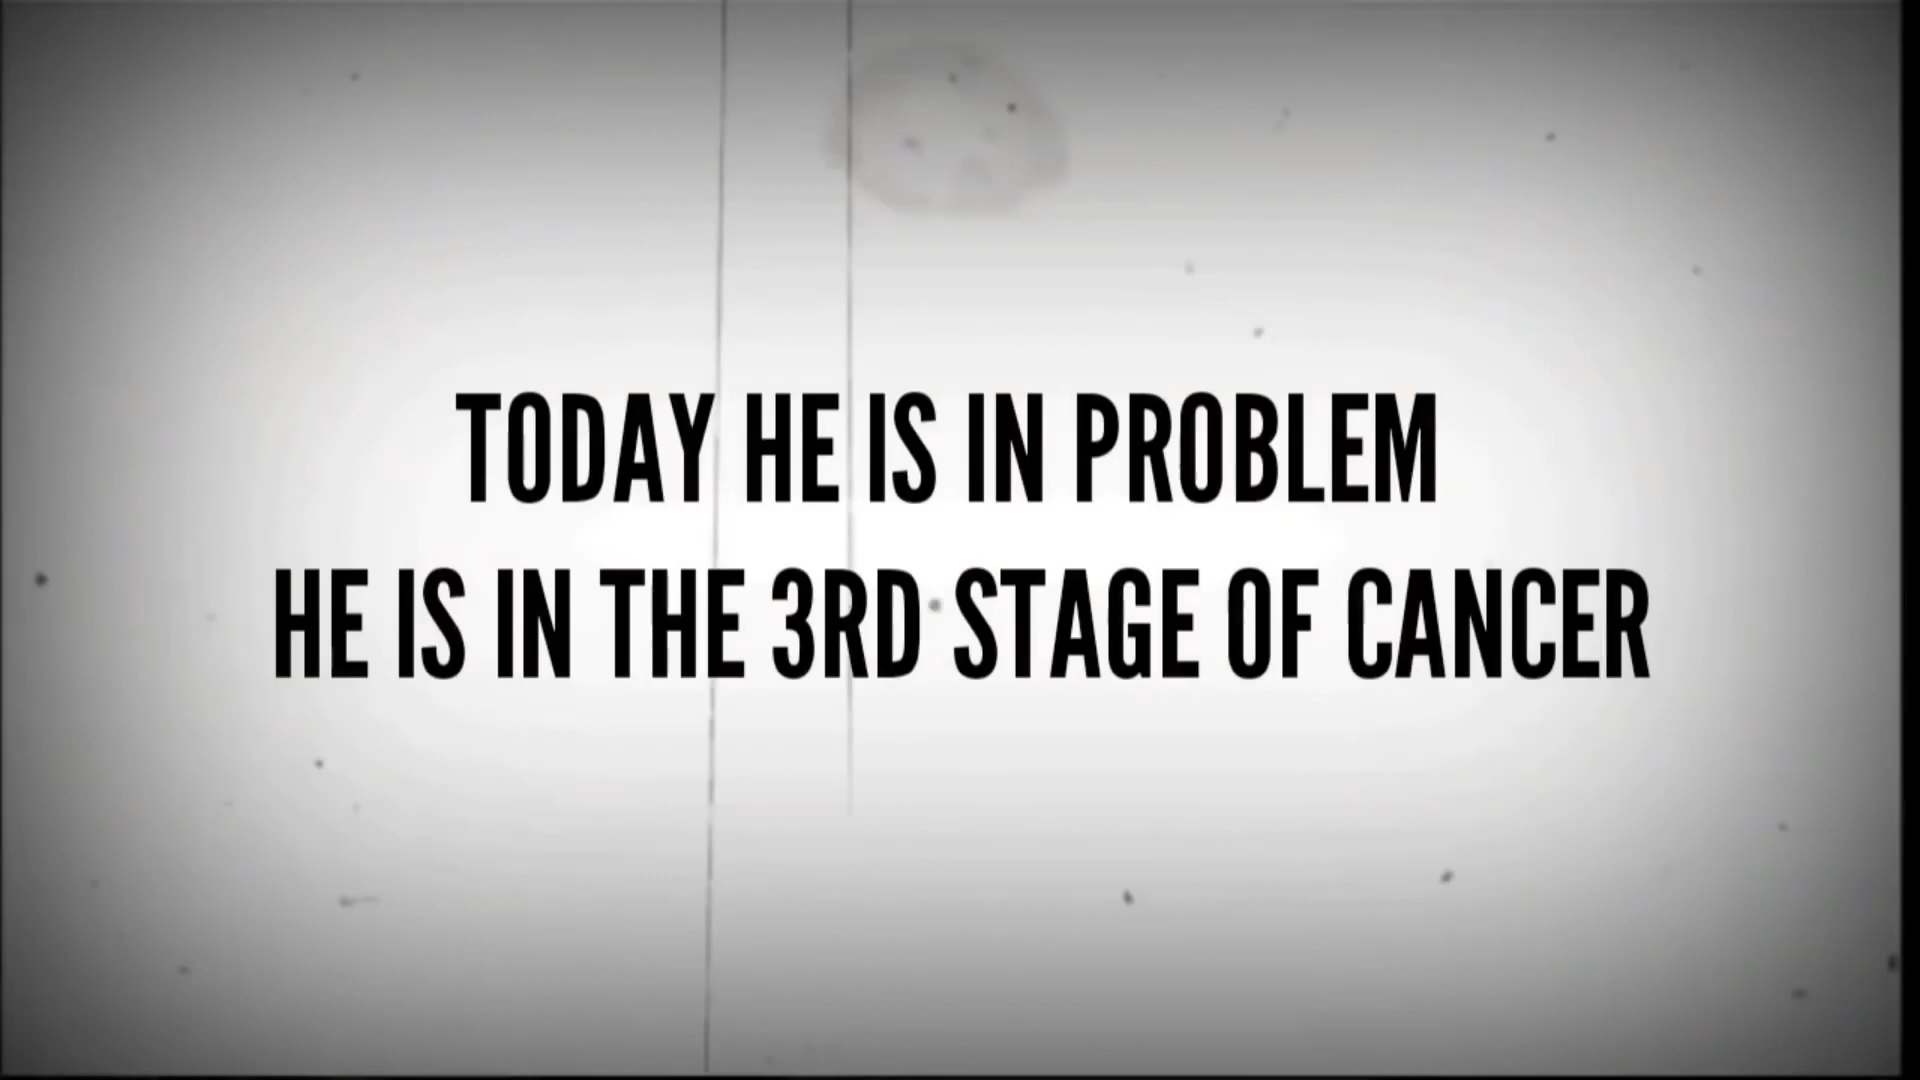 TODAY HE IS IN PROBLEM
HE IS IN THE 3RD STAGE OF CANCER